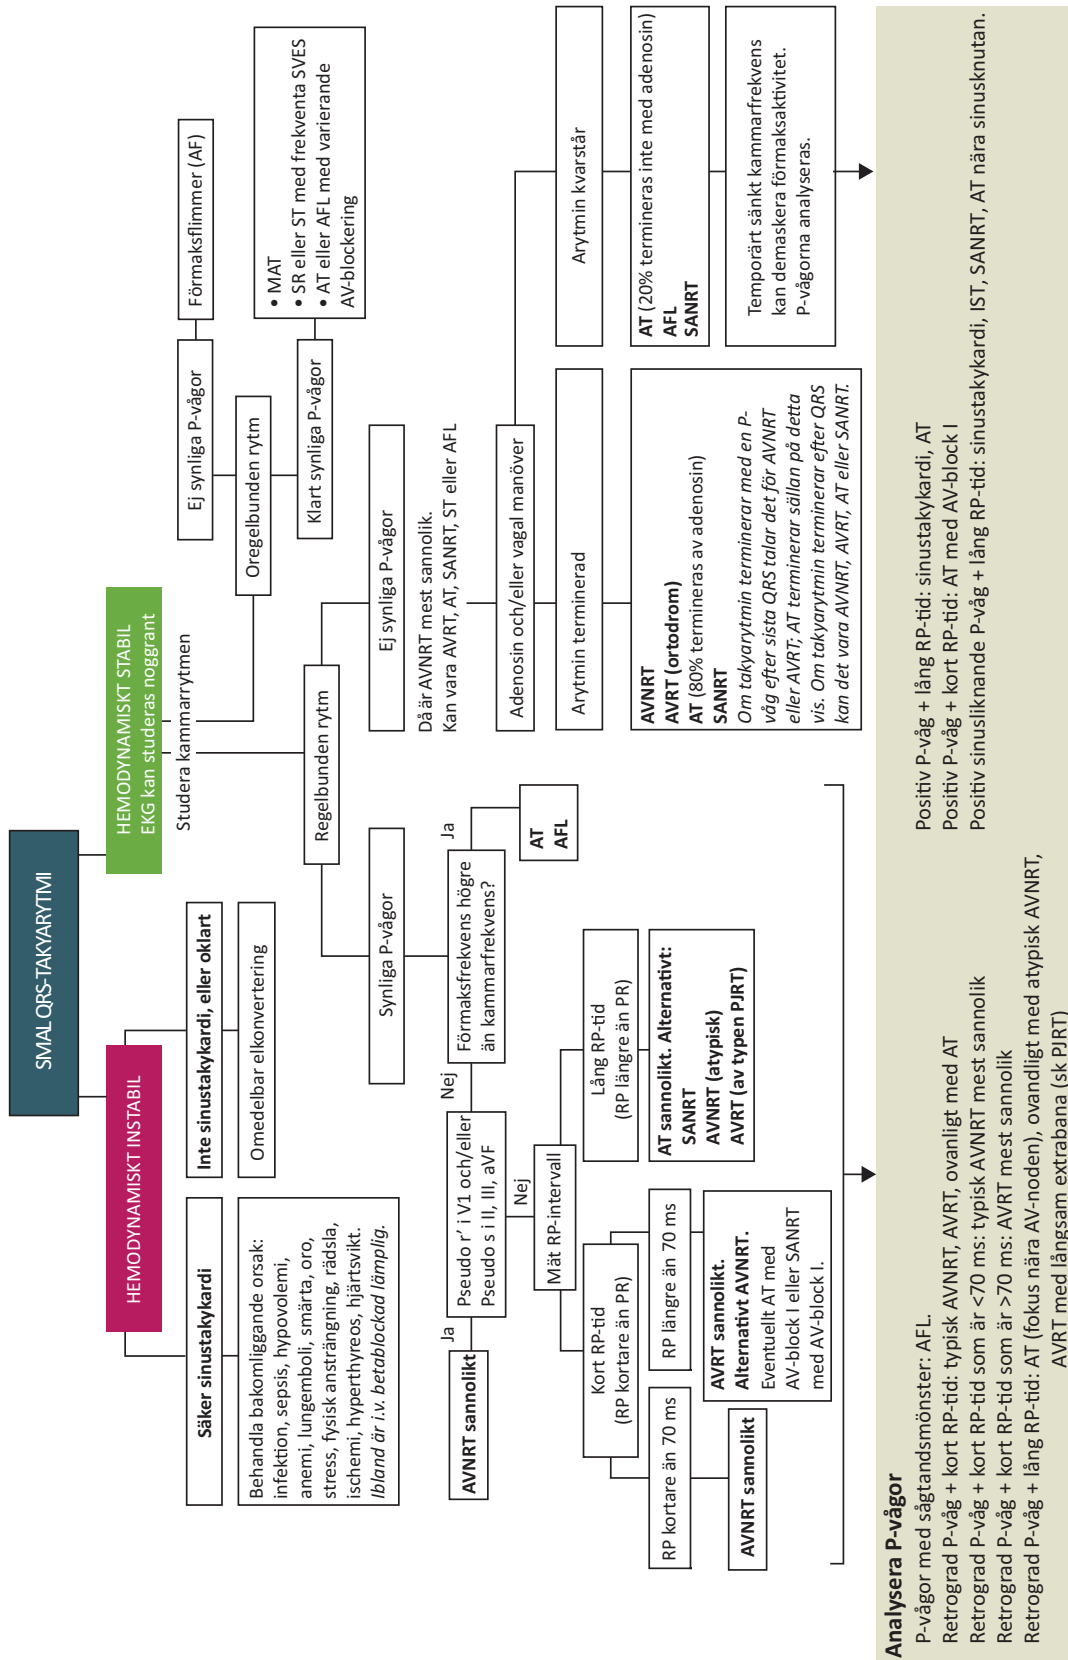 SMAL QRS-TAKYARYTMI
HEMODYNAMISKT INSTABIL
HEMODYNAMISKT STABIL
EKG kan studeras noggrant
Säker sinustakykardi
Behandla bakomliggande orsak:
infektion, sepsis, hypovolemi,
anemi, lungemboli, smärta, oro,
stress, fysisk ansträngning, rädsla,
ischemi, hyperthyreos, hjärtsvikt.
Ibland är i.v. betablockad lämplig.
Inte sinustakykardi, eller oklart
Omedelbar elkonvertering
Studera kammarrytmen
Oregelbunden rytm
Ej synliga P-vågor
Förmaksflimmer (AF)
Klart synliga P-vågor
• MAT
• SR eller ST med frekventa SVES
• AT eller AFL med varierande
AV-blockering
Regelbunden rytm
Synliga P-vågor
Förmaksfrekvens högre
än kammarfrekvens?
Ja
AT
AFL
Nej
Pseudo r’ i V1 och/eller
Pseudo s i II, III, aVF
Ja
AVNRT sannolikt
Nej
Mät RP-intervall
Kort RP-tid
(RP kortare än PR)
RP kortare än 70 ms
AVNRT sannolikt
RP längre än 70 ms
AVRT sannolikt.
Alternativt AVNRT.
Eventuellt AT med
AV-block I eller SANRT
med AV-block I.
Lång RP-tid
(RP längre än PR)
AT sannolikt. Alternativt:
SANRT
AVNRT (atypisk)
AVRT (av typen PJRT)
Ej synliga P-vågor
Då är AVNRT mest sannolik.
Kan vara AVRT, AT, SANRT, ST eller AFL
Adenosin och/eller vagal manöver
Arytmin terminerad
AVNRT
AVRT (ortodrom)
AT (80% termineras av adenosin)
SANRT
Om takyarytmin terminerar med en P-
våg efter sista QRS talar det för AVNRT
eller AVRT; AT terminerar sällan på detta
vis. Om takyarytmin terminerar efter QRS
kan det vara AVNRT, AVRT, AT eller SANRT.
Arytmin kvarstår
AT (20% termineras inte med adenosin)
AFL
SANRT
Temporärt sänkt kammarfrekvens
kan demaskera förmaksaktivitet.
P-vågorna analyseras.
Analysera P-vågor
P-vågor med sågtandsmönster: AFL.
Retrograd P-våg + kort RP-tid: typisk AVNRT, AVRT, ovanligt med AT
Retrograd P-våg + kort RP-tid som är <70 ms: typisk AVNRT mest sannolik
Retrograd P-våg + kort RP-tid som är >70 ms: AVRT mest sannolik
Retrograd P-våg + lång RP-tid: AT (fokus nära AV-noden), ovandligt med atypisk AVNRT,
AVRT med långsam extrabana (sk PJRT)
Positiv P-våg + lång RP-tid: sinustakykardi, AT
Positiv P-våg + kort RP-tid: AT med AV-block I
Positiv sinusliknande P-våg + lång RP-tid: sinustakykardi, IST, SANRT, AT nära sinusknutan.